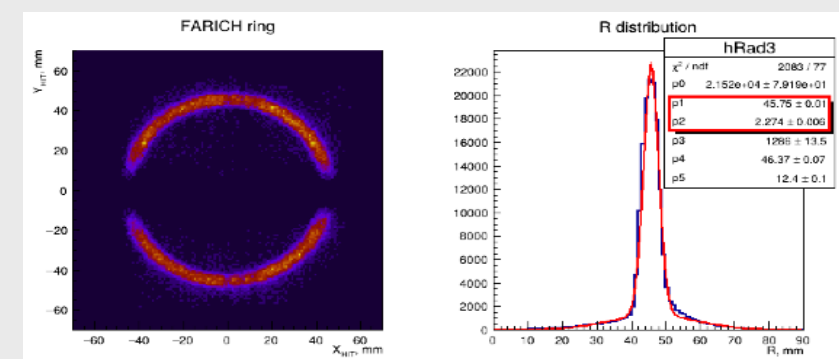 FARICH ring
Y_HIT, mm
60
40
20
0
−20
−40
−60
−60 −40 −20 0 20 40 60
X_HIT, mm
R distribution
hRad3
χ² / ndf 2083 / 77
p0 2.152e+04 ± 7.919e+01
p1 45.75 ± 0.01
p2 2.274 ± 0.006
p3 1286 ± 13.5
p4 46.37 ± 0.07
p5 12.4 ± 0.1
22000
20000
18000
16000
14000
12000
10000
8000
6000
4000
2000
0
0 10 20 30 40 50 60 70 80 90
R, mm